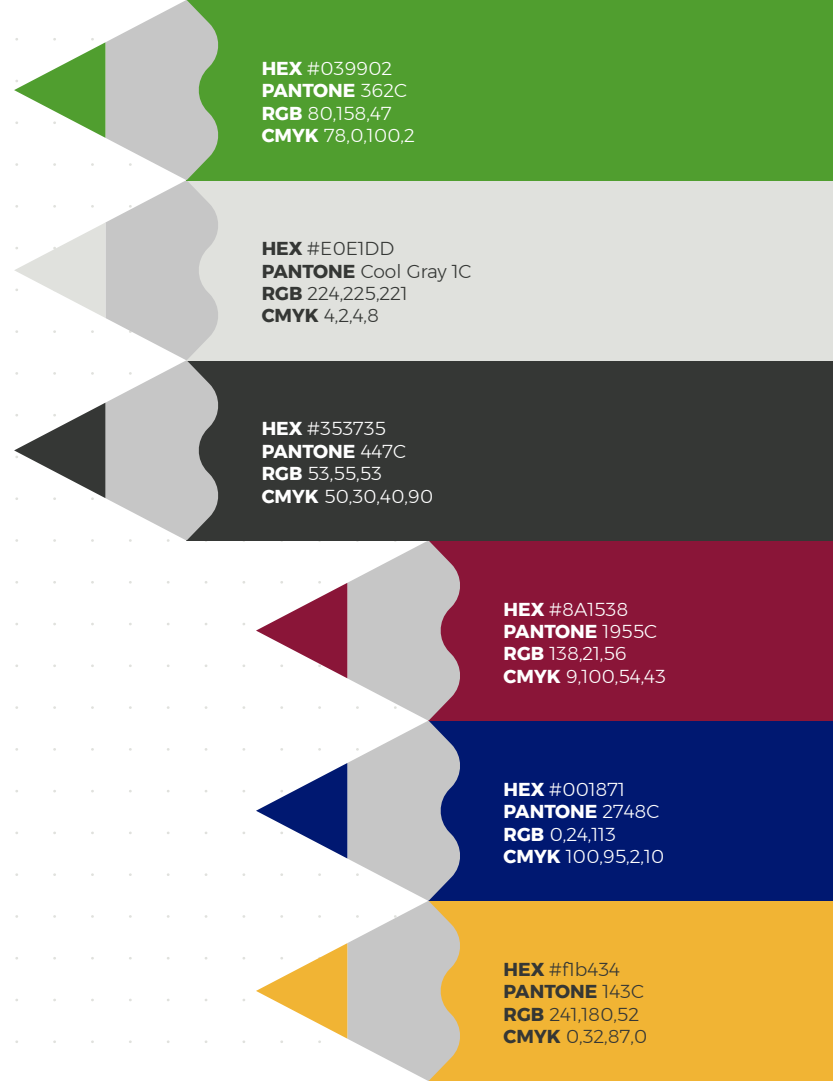 HEX #039902
PANTONE 362C
RGB 80,158,47
CMYK 78,0,100,2
HEX #E0E1DD
PANTONE Cool Gray 1C
RGB 224,225,221
CMYK 4,2,4,8
HEX #353735
PANTONE 447C
RGB 53,55,53
CMYK 50,30,40,90
HEX #8A1538
PANTONE 1955C
RGB 138,21,56
CMYK 9,100,54,43
HEX #001871
PANTONE 2748C
RGB 0,24,113
CMYK 100,95,2,10
HEX #f1b434
PANTONE 143C
RGB 241,180,52
CMYK 0,32,87,0